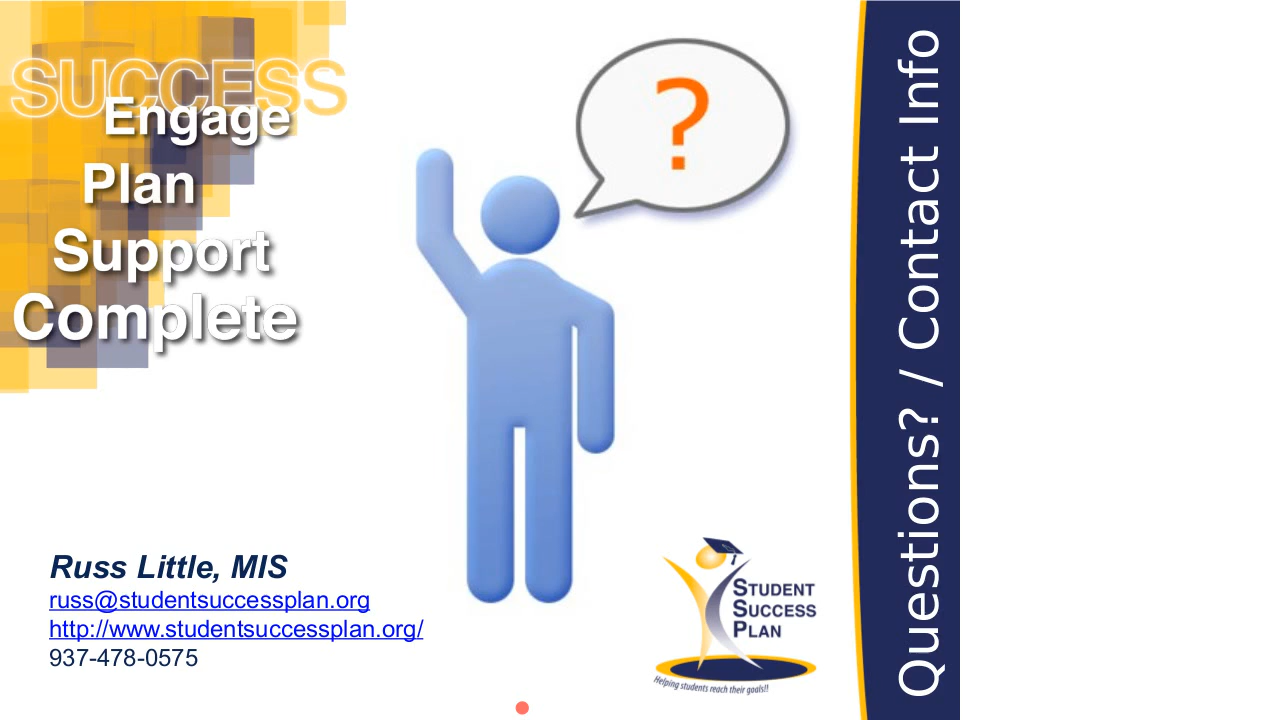 SUCCESS
Engage
Plan
Support
Complete
?
Questions? / Contact Info
Russ Little, MIS
russ@studentsuccessplan.org
http://www.studentsuccessplan.org/
937-478-0575
STUDENT
SUCCESS
PLAN
Helping students reach their goals!!